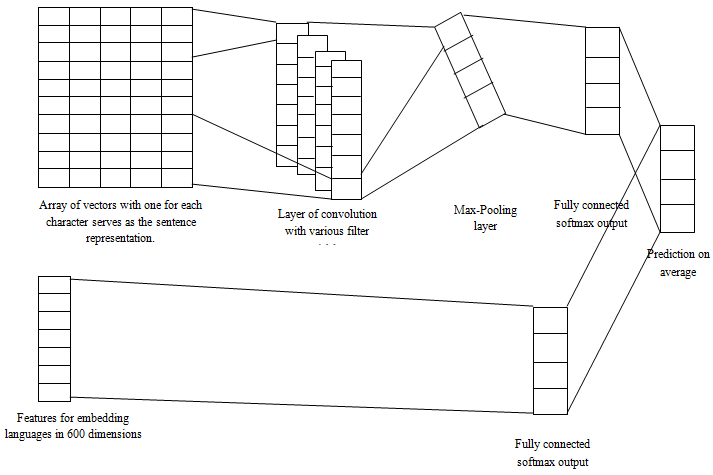 Array of vectors with one for each
character serves as the sentence
representation.
Layer of convolution
with various filter
Max-Pooling
layer
Fully connected
softmax output
Prediction on
average
Features for embedding
languages in 600 dimensions
Fully connected
softmax output